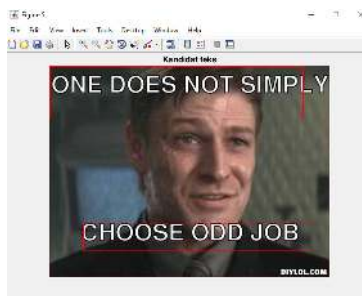 Figure 5
File Edit View Insert Tools Desktop Window Help
Kandidat teks
ONE DOES NOT SIMPLY
CHOOSE ODD JOB
DIYLOL.COM